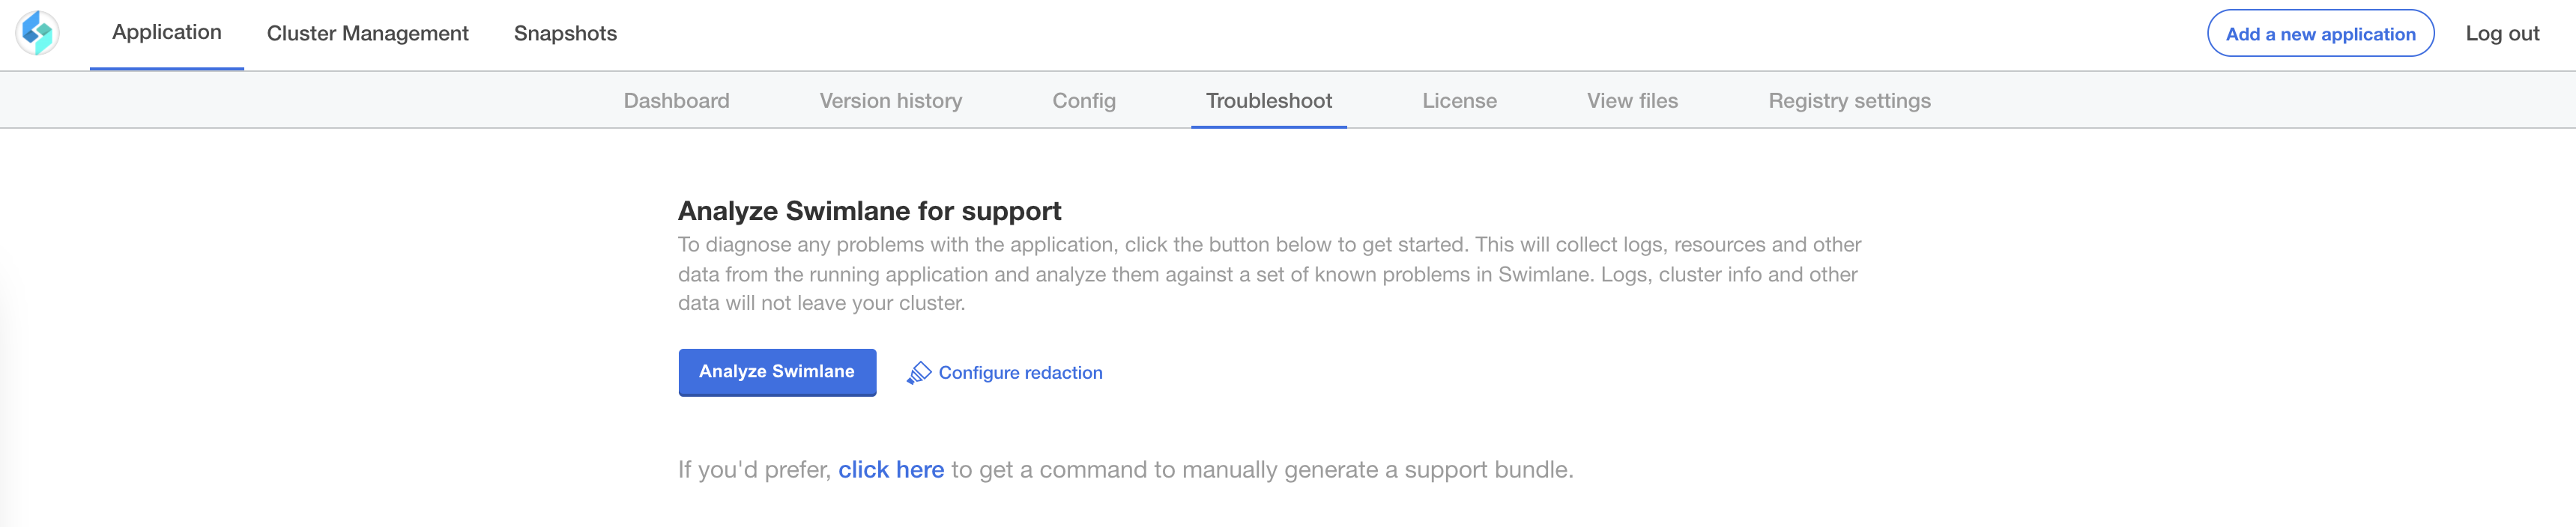 Application Cluster Management Snapshots Add a new application Log out
Dashboard Version history Config Troubleshoot License View files Registry settings
Analyze Swimlane for support
To diagnose any problems with the application, click the button below to get started. This will collect logs, resources and other
data from the running application and analyze them against a set of known problems in Swimlane. Logs, cluster info and other
data will not leave your cluster.
Analyze Swimlane Configure redaction
If you'd prefer, click here to get a command to manually generate a support bundle.